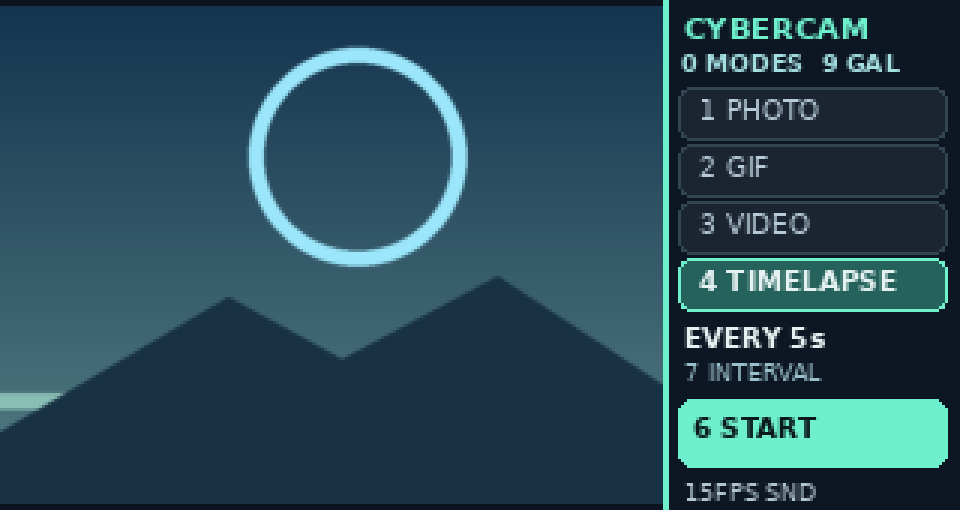 CYBERCAM
0 MODES 9 GAL
1 PHOTO
2 GIF
3 VIDEO
4 TIMELAPSE
EVERY 5s
7 INTERVAL
6 START
15FPS SND